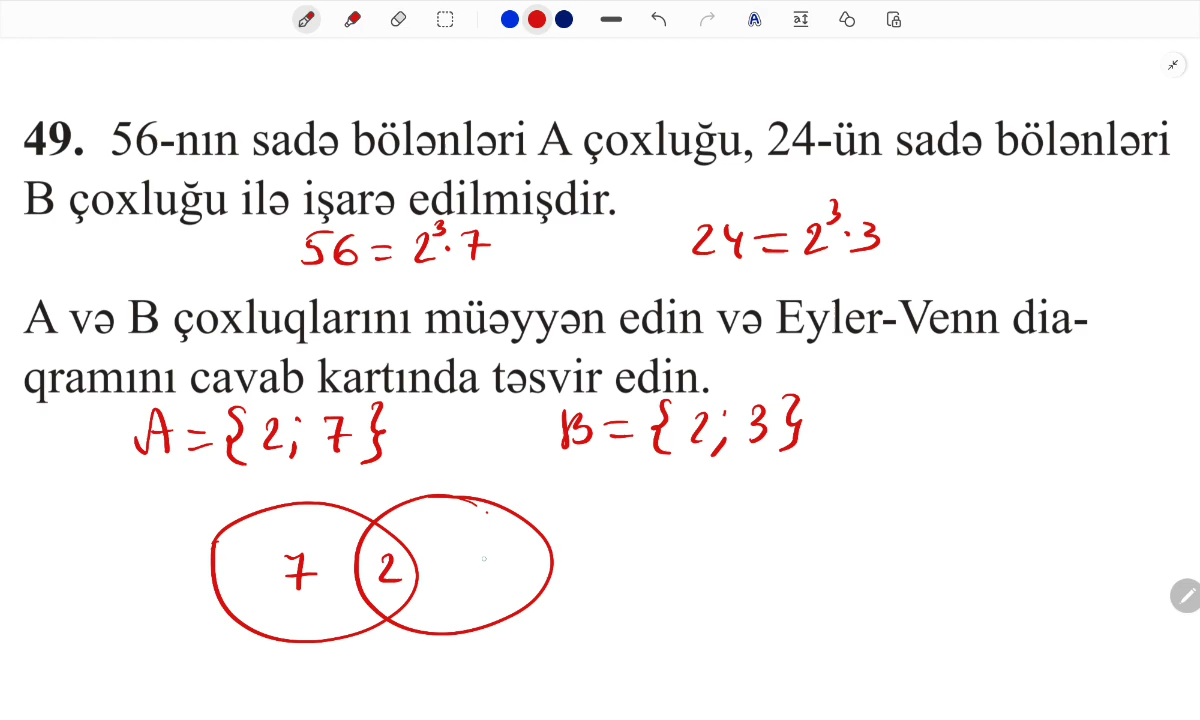 49. 56-nın sadə bölənləri A çoxluğu, 24-ün sadə bölənləri
B çoxluğu ilə işarə edilmişdir.
56 = 2³·7 24 = 2³·3
A və B çoxluqlarını müəyyən edin və Eyler-Venn dia-
qramını cavab kartında təsvir edin.
A = {2; 7} B = {2; 3}
7 2